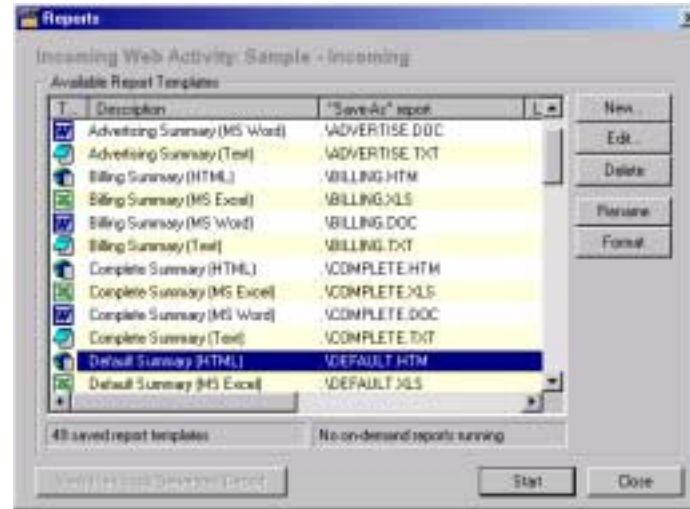 Reports
Incoming Web Activity: Sample - Incoming
Available Report Templates
T... Description "Save-As" report L
Advertising Summary (MS Word) .\ADVERTISE.DOC
Advertising Summary (Text) .\ADVERTISE.TXT
Billing Summary (HTML) .\BILLING.HTM
Billing Summary (MS Excel) .\BILLING.XLS
Billing Summary (MS Word) .\BILLING.DOC
Billing Summary (Text) .\BILLING.TXT
Complete Summary (HTML) .\COMPLETE.HTM
Complete Summary (MS Excel) .\COMPLETE.XLS
Complete Summary (MS Word) .\COMPLETE.DOC
Complete Summary (Text) .\COMPLETE.TXT
Default Summary (HTML) .\DEFAULT.HTM
Default Summary (MS Excel) .\DEFAULT.XLS
New...
Edit...
Delete
Rename
Format
saved report templates
No on-demand reports running
Start
Close